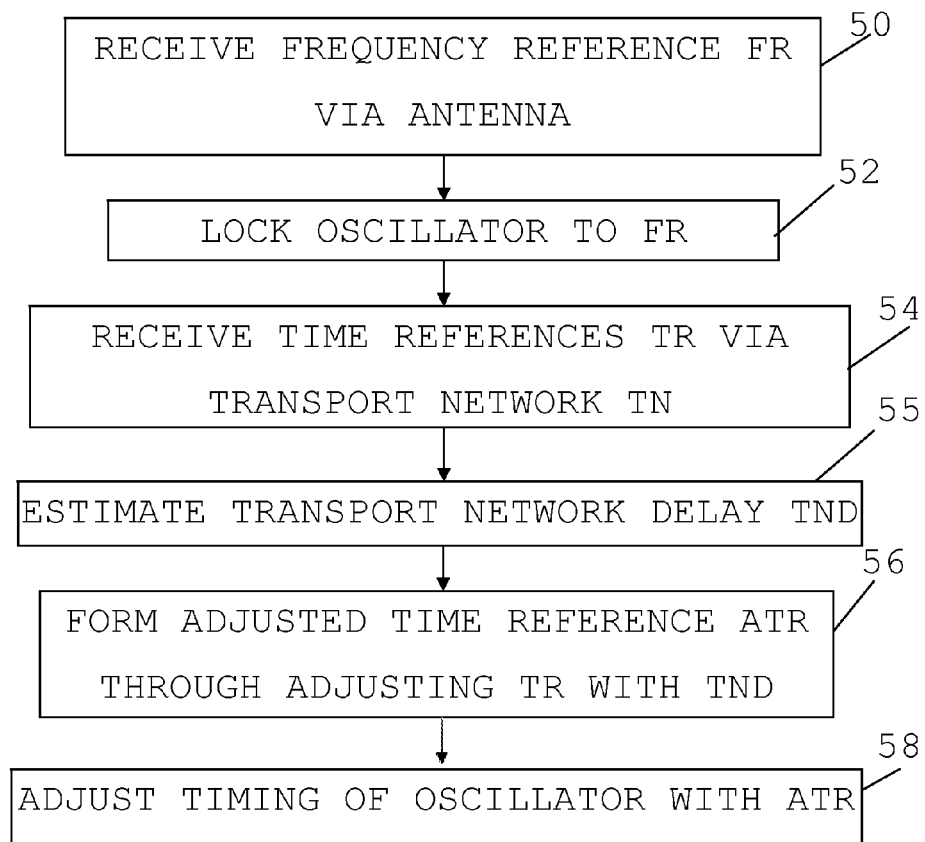 50
RECEIVE FREQUENCY REFERENCE FR
VIA ANTENNA
52
LOCK OSCILLATOR TO FR
54
RECEIVE TIME REFERENCES TR VIA
TRANSPORT NETWORK TN
55
ESTIMATE TRANSPORT NETWORK DELAY TND
56
FORM ADJUSTED TIME REFERENCE ATR
THROUGH ADJUSTING TR WITH TND
58
ADJUST TIMING OF OSCILLATOR WITH ATR